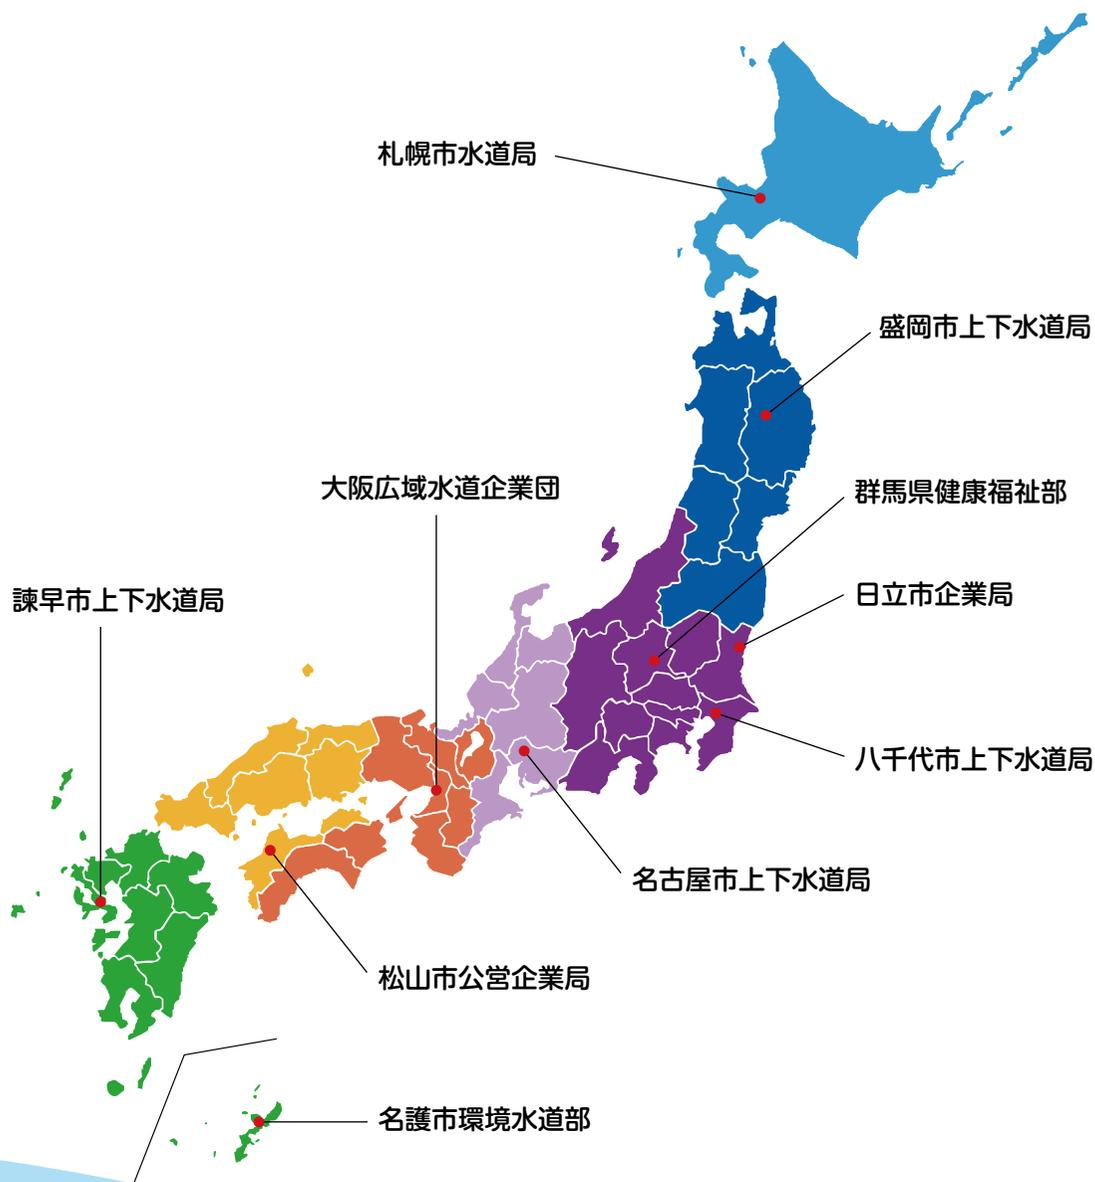 札幌市水道局
盛岡市上下水道局
大阪広域水道企業団
群馬県健康福祉部
日立市企業局
諫早市上下水道局
八千代市上下水道局
名古屋市上下水道局
松山市公営企業局
名護市環境水道部